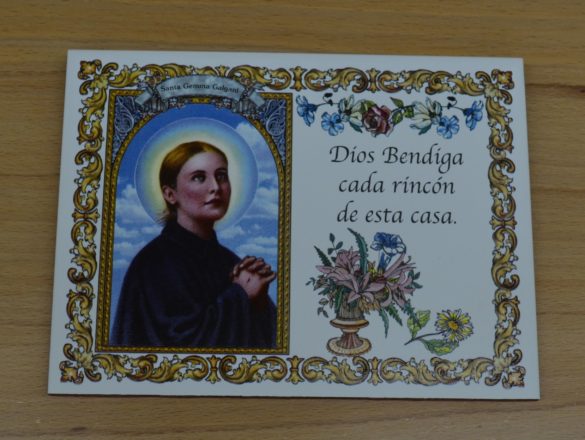 Santa Gemma Galgani
Dios Bendiga
cada rincón
de esta casa.